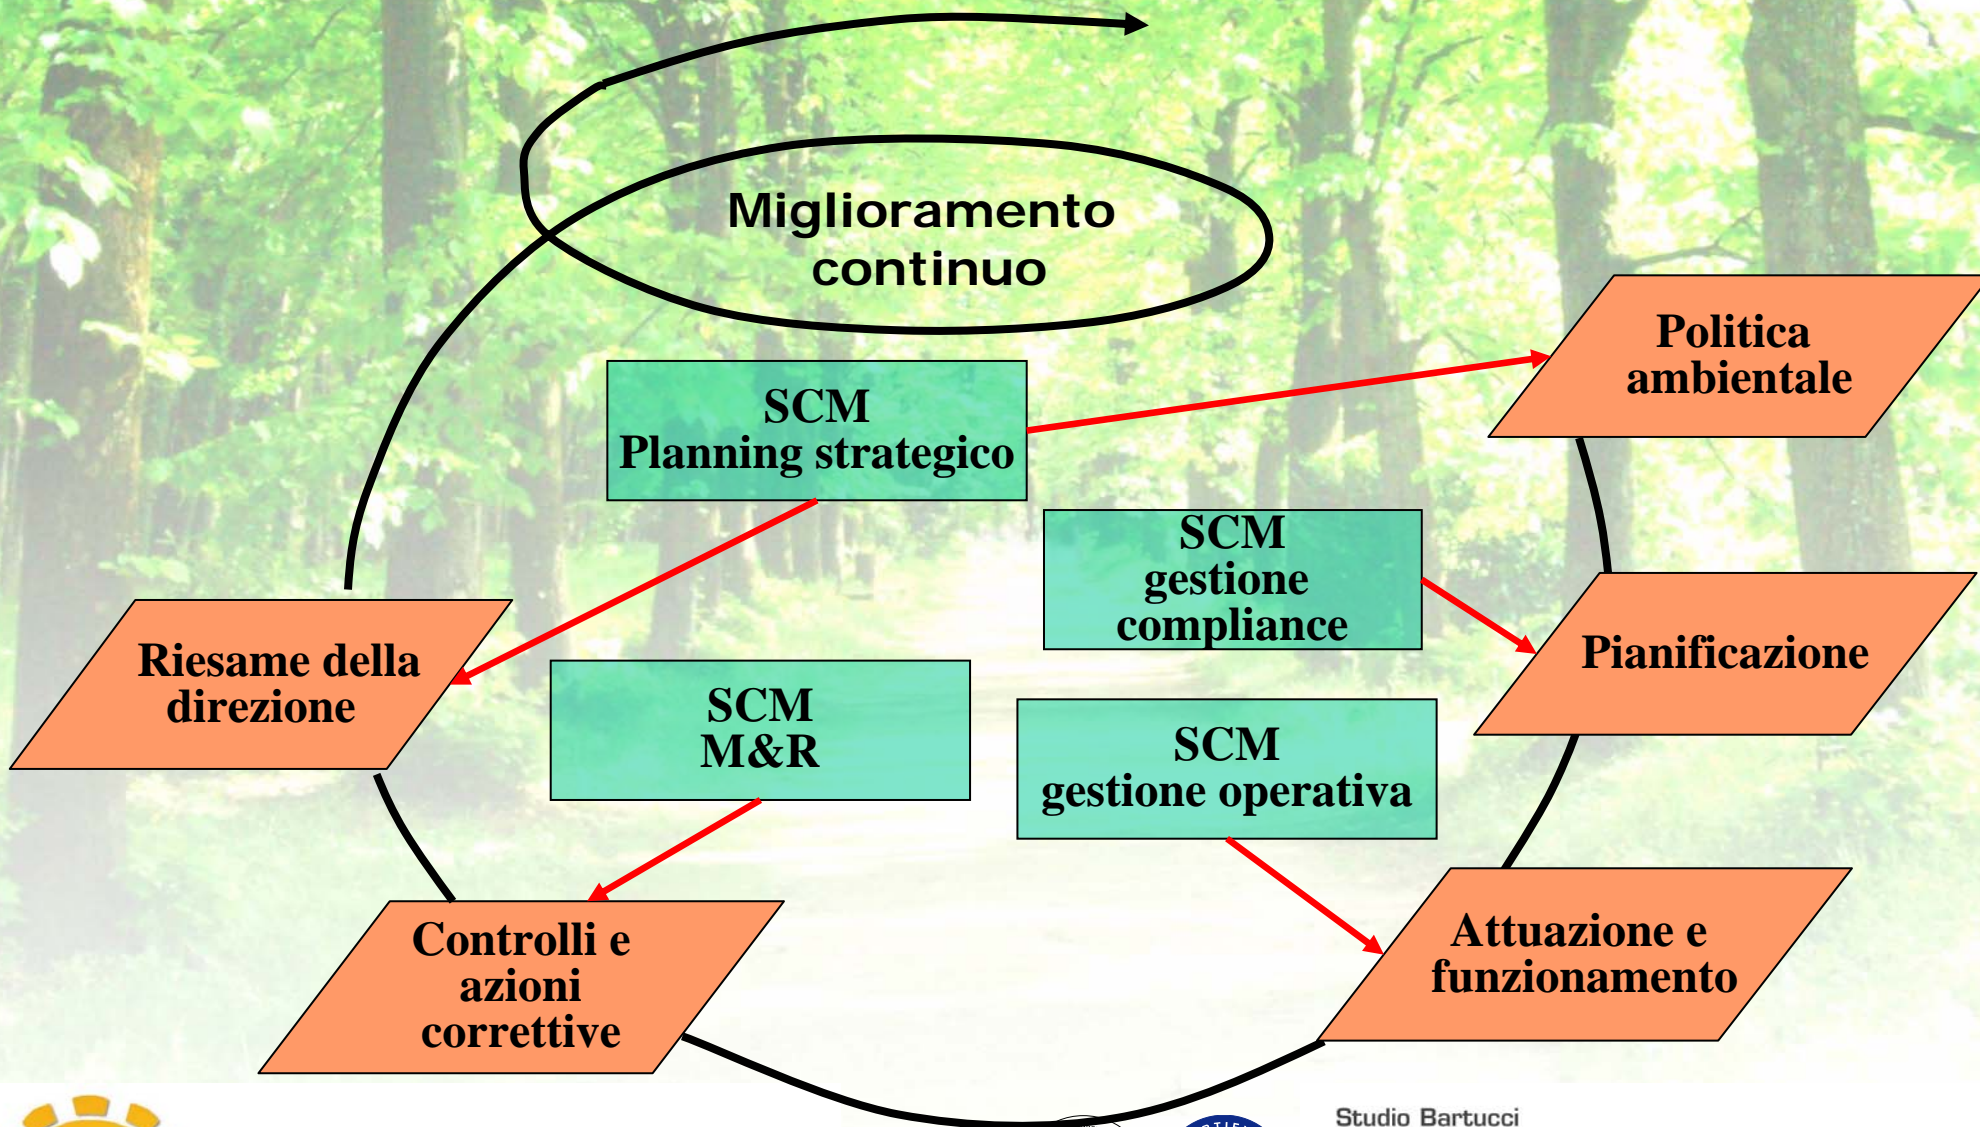 Miglioramento
continuo
Politica
ambientale
SCM
Planning strategico
SCM
gestione
compliance
Pianificazione
Riesame della
direzione
SCM
M&R
SCM
gestione operativa
Controlli e
azioni
correttive
Attuazione e
funzionamento
Studio Bartucci